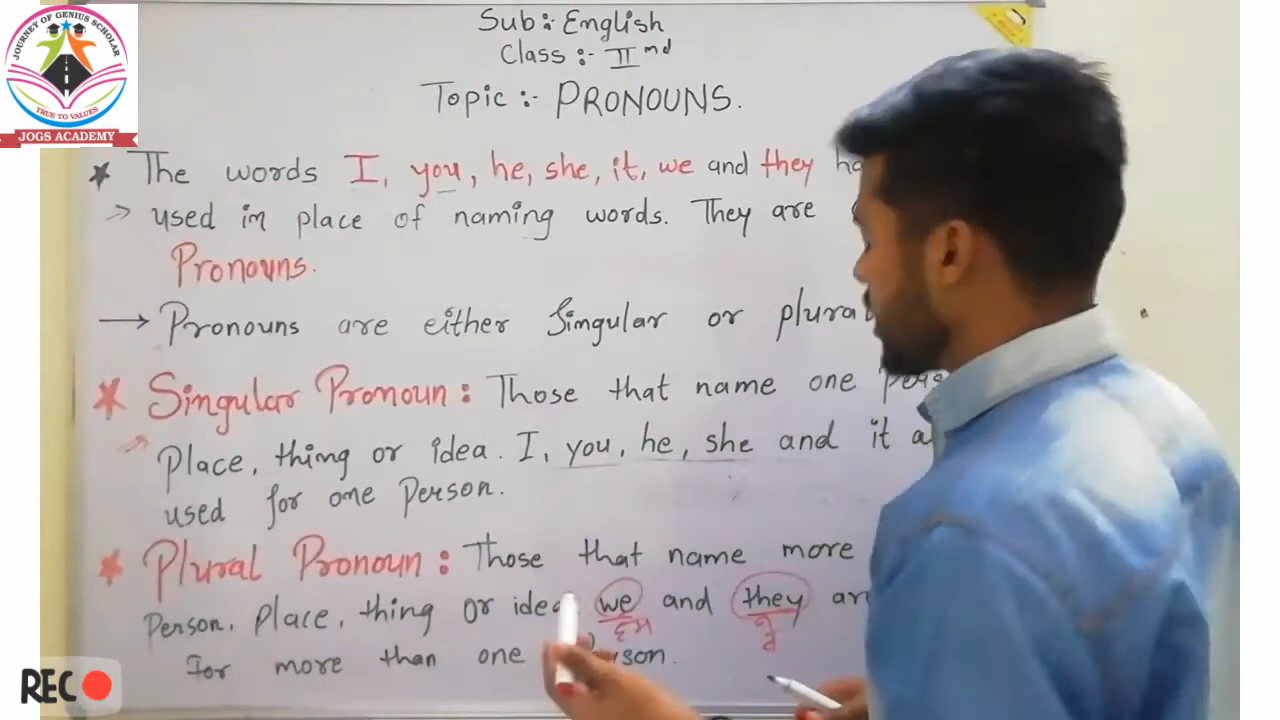 JOURNEY OF GENIUS SCHOLAR
TRUE TO VALUES
JOGS ACADEMY
Sub:- English
Class :- IInd
Topic :- PRONOUNS.
The words I, you, he, she, it, we and they
used in place of naming words. They are
Pronouns.
Pronouns are either Singular or plural
Singular Pronoun : Those that name one
Place, thing or idea. I, you, he, she and it
used for one Person.
Plural Pronoun : Those that name more
Person, Place, thing or idea we and they
हम वे
For more than one
REC